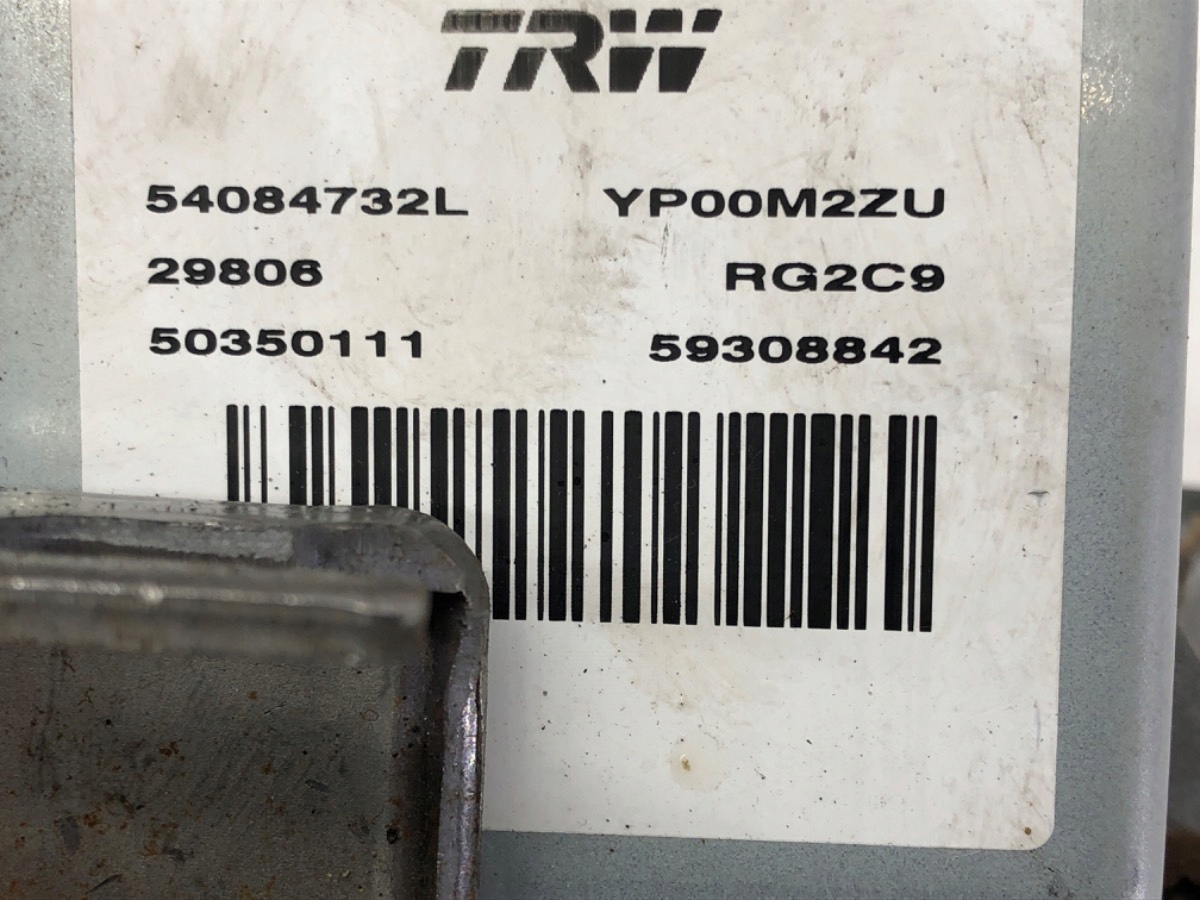 TRW
54084732L YP00M2ZU
29806 RG2C9
50350111 59308842